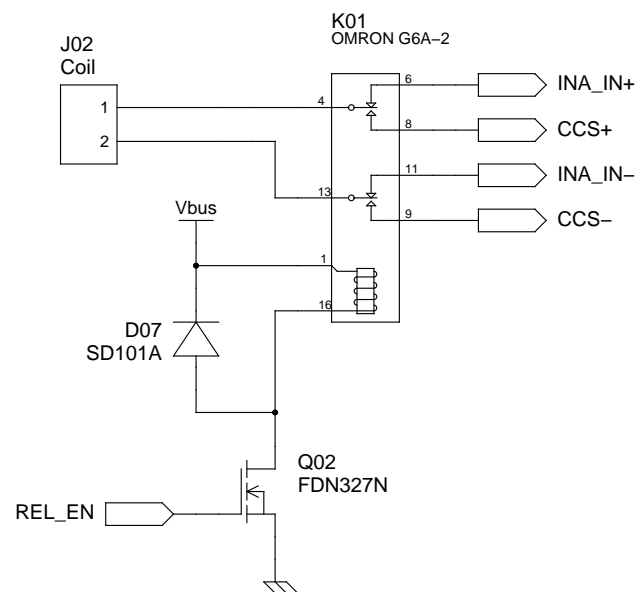 K01
OMRON G6A−2
J02
Coil
1
2
4
6
INA_IN+
8
CCS+
13
11
INA_IN−
9
CCS−
Vbus
1
16
D07
SD101A
Q02
FDN327N
REL_EN